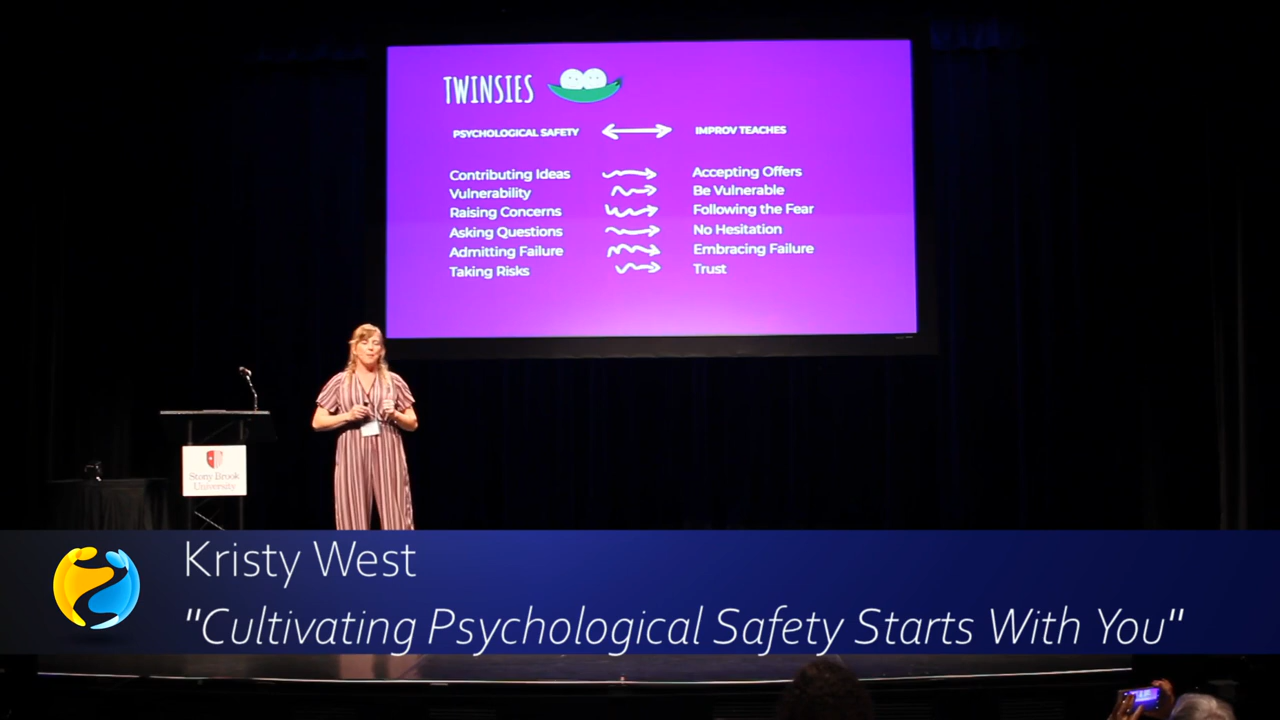 TWINSIES
PSYCHOLOGICAL SAFETY IMPROV TEACHES
Contributing Ideas Accepting Offers
Vulnerability Be Vulnerable
Raising Concerns Following the Fear
Asking Questions No Hesitation
Admitting Failure Embracing Failure
Taking Risks Trust
Stony Brook
University
Kristy West
"Cultivating Psychological Safety Starts With You"